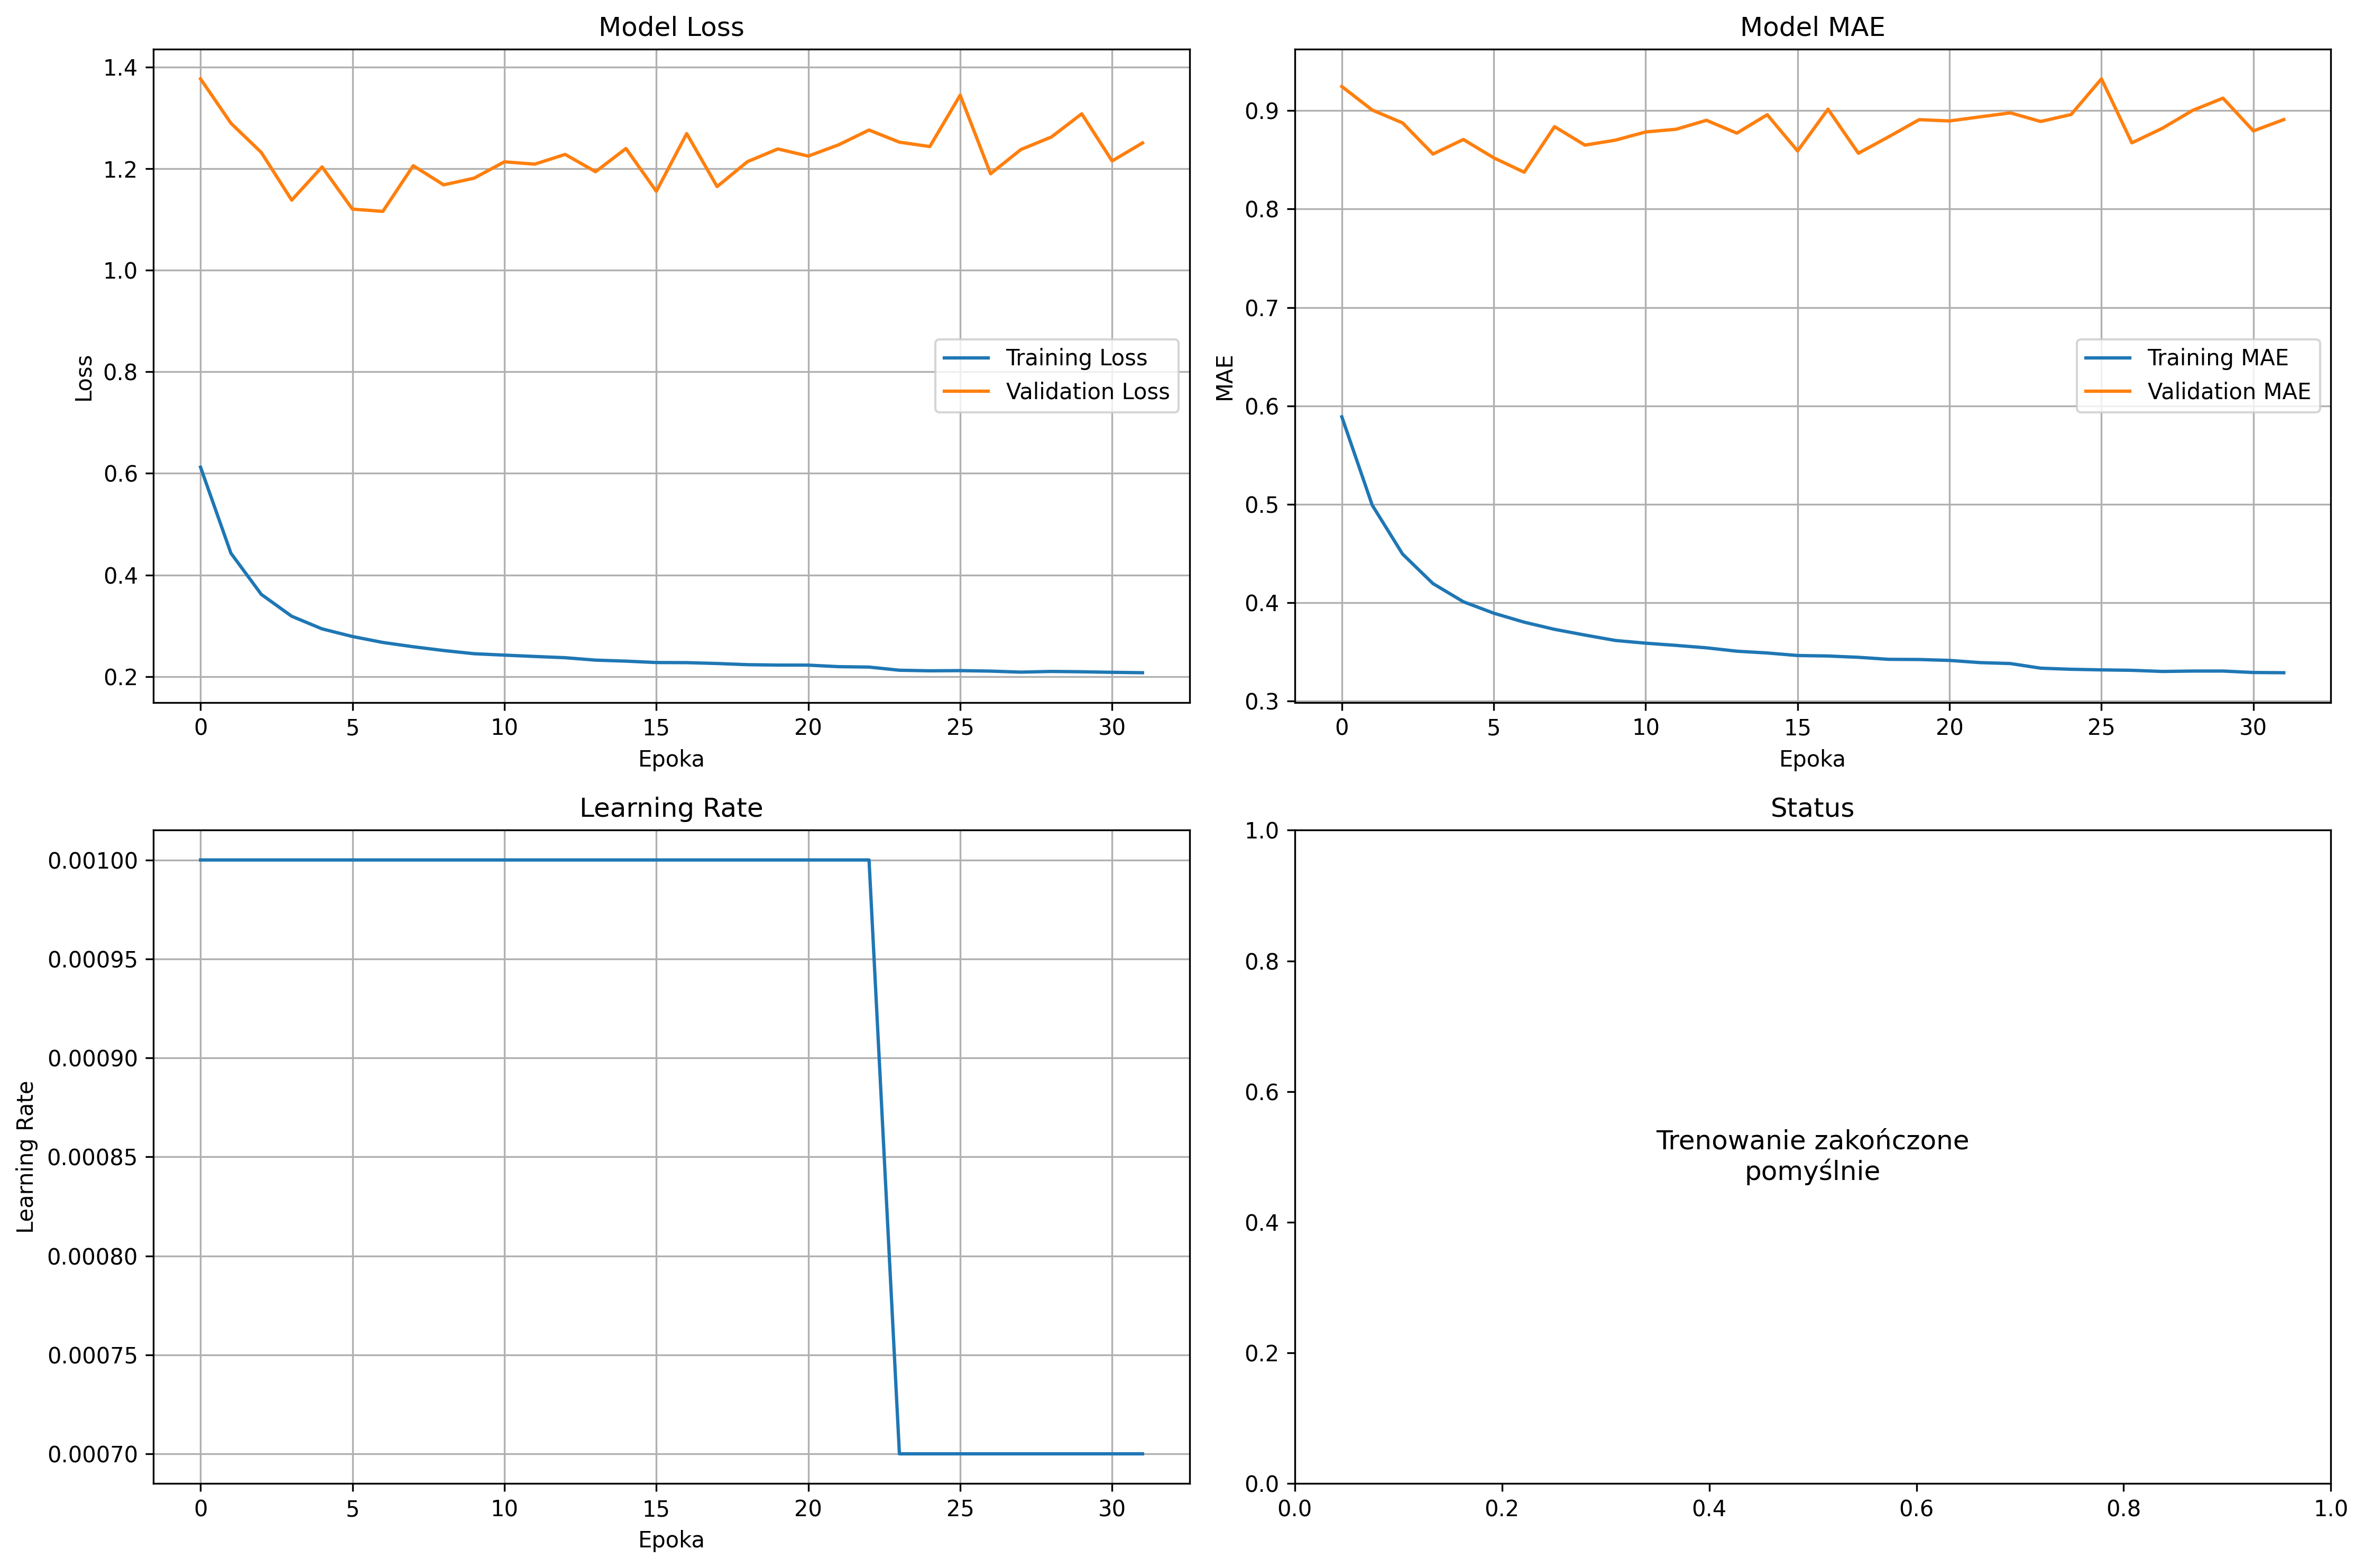 Model Loss
1.4
1.2
1.0
0.8
0.6
0.4
0.2
Loss
Training Loss
Validation Loss
0 5 10 15 20 25 30
Epoka
Model MAE
0.9
0.8
0.7
0.6
0.5
0.4
0.3
MAE
Training MAE
Validation MAE
0 5 10 15 20 25 30
Epoka
Learning Rate
0.00100
0.00095
0.00090
0.00085
0.00080
0.00075
0.00070
Learning Rate
0 5 10 15 20 25 30
Epoka
Status
1.0
0.8
0.6
0.4
0.2
0.0
Trenowanie zakończone
pomyślnie
0.0 0.2 0.4 0.6 0.8 1.0